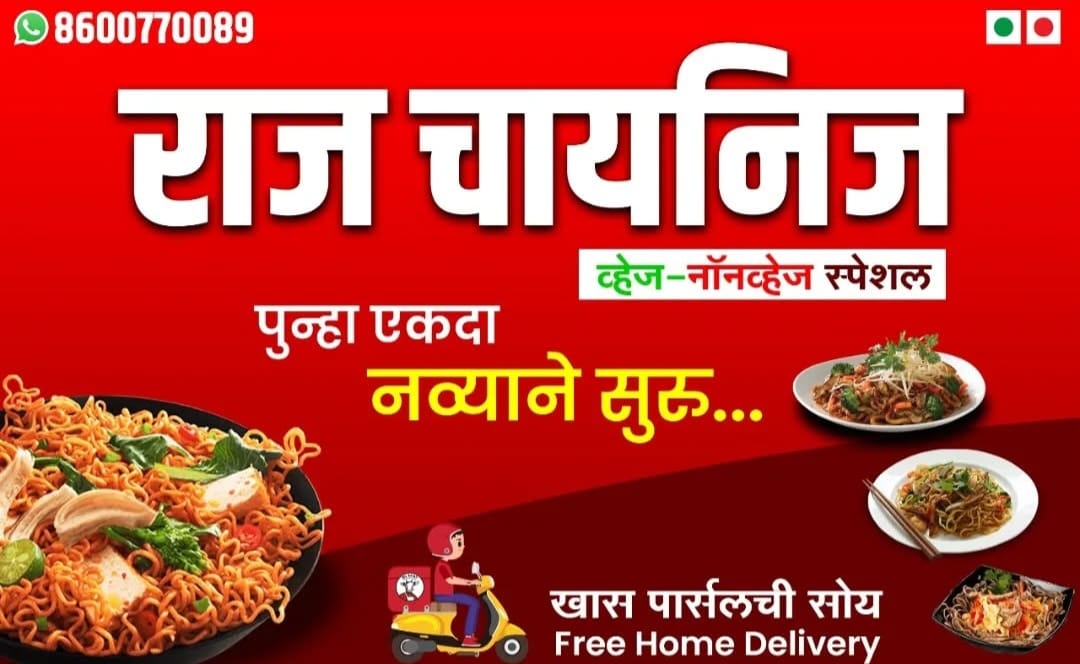 8600770089
राज चायनिज
व्हेज-नॉनव्हेज स्पेशल
पुन्हा एकदा
नव्याने सुरु...
खास पार्सलची सोय
Free Home Delivery